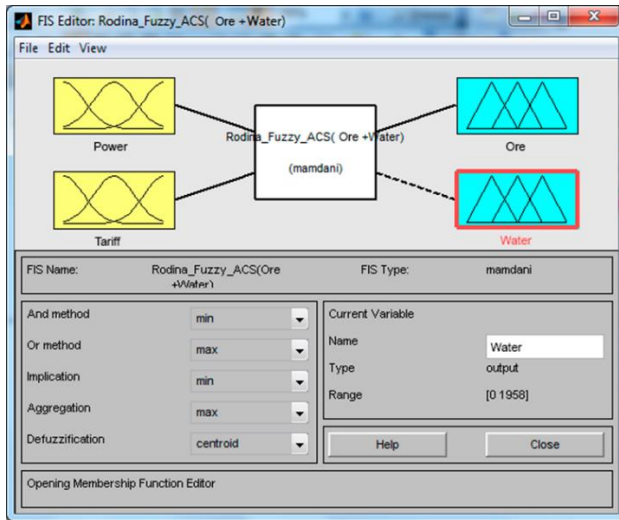 FIS Editor: Rodina_Fuzzy_ACS( Ore +Water)
File Edit View
Power
Rodina_Fuzzy_ACS( Ore +Water)
(mamdani)
Ore
Tariff
Water
FIS Name:
Rodina_Fuzzy_ACS(Ore
+Water)
FIS Type:
mamdani
And method
min
Or method
max
Implication
min
Aggregation
max
Defuzzification
centroid
Current Variable
Name
Water
Type
output
Range
[0 1958]
Help
Close
Opening Membership Function Editor